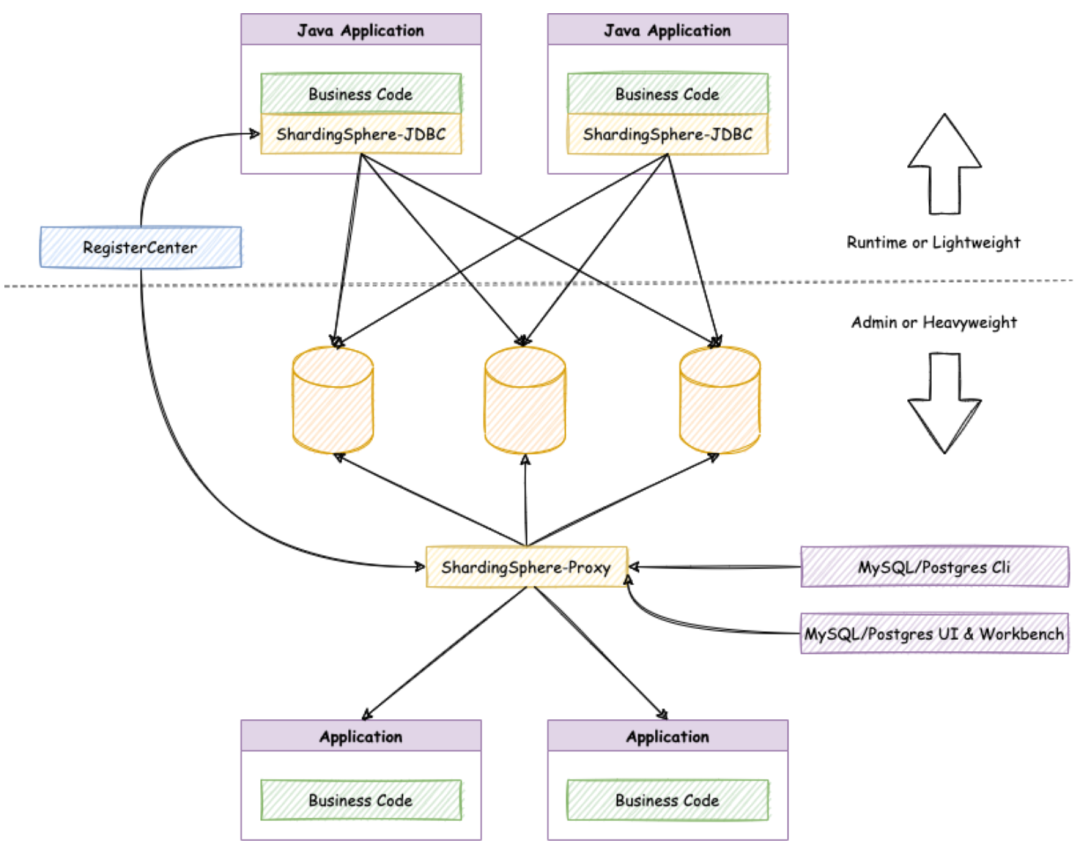 Java Application
Java Application
Business Code
Business Code
ShardingSphere-JDBC
ShardingSphere-JDBC
RegisterCenter
Runtime or Lightweight
Admin or Heavyweight
ShardingSphere-Proxy
MySQL/Postgres Cli
MySQL/Postgres UI & Workbench
Application
Application
Business Code
Business Code